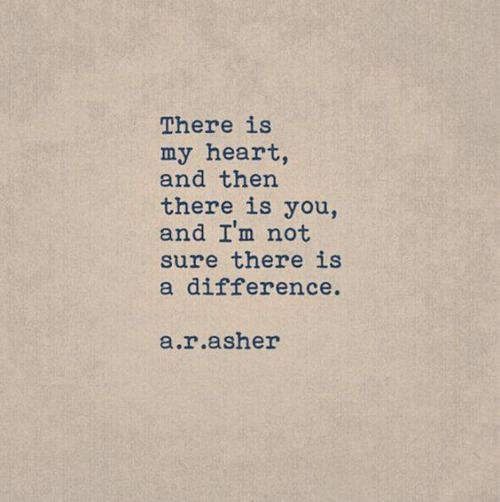 There is
my heart,
and then
there is you,
and I'm not
sure there is
a difference.
a.r.asher